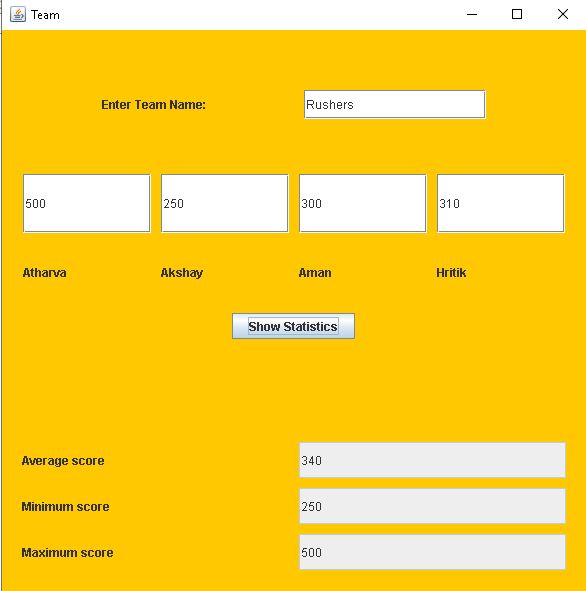 Team
Enter Team Name: Rushers
500 250 300 310
Atharva Akshay Aman Hritik
Show Statistics
Average score 340
Minimum score 250
Maximum score 500